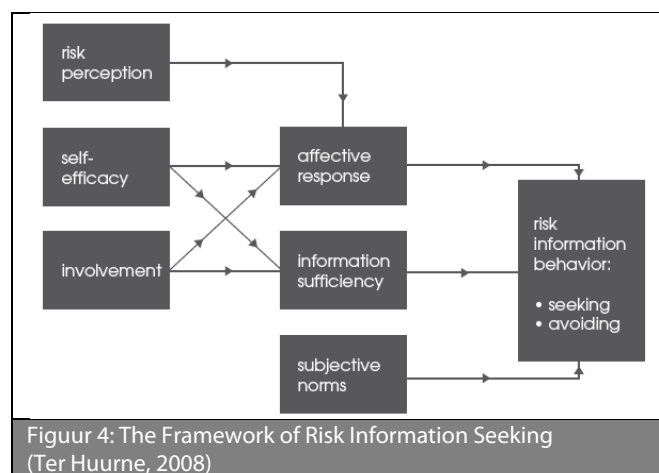 risk
perception
self-
efficacy
involvement
affective
response
information
sufficiency
subjective
norms
risk
information
behavior:
• seeking
• avoiding
Figuur 4: The Framework of Risk Information Seeking
(Ter Huurne, 2008)